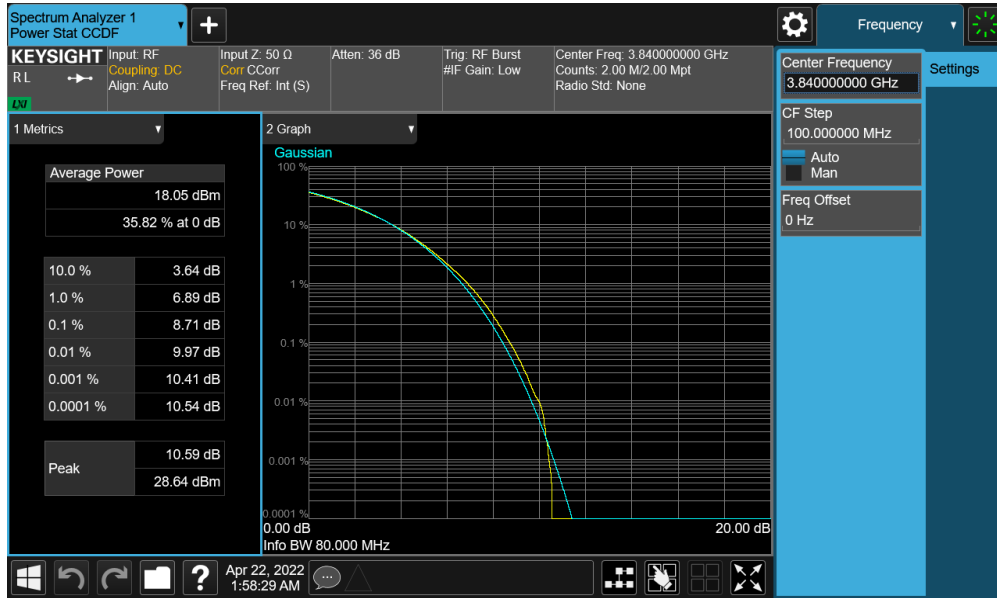 Spectrum Analyzer 1
Power Stat CCDF
+
Frequency
KEYSIGHT
R L
LXI
Input: RF
Coupling: DC
Align: Auto
Input Z: 50 Ω
Corr CCorr
Freq Ref: Int (S)
Atten: 36 dB
Trig: RF Burst
#IF Gain: Low
Center Freq: 3.840000000 GHz
Counts: 2.00 M/2.00 Mpt
Radio Std: None
Center Frequency
3.840000000 GHz
Settings
CF Step
100.000000 MHz
Auto
Man
Freq Offset
0 Hz
1 Metrics
Average Power
18.05 dBm
35.82 % at 0 dB
10.0 % 3.64 dB
1.0 % 6.89 dB
0.1 % 8.71 dB
0.01 % 9.97 dB
0.001 % 10.41 dB
0.0001 % 10.54 dB
Peak 10.59 dB
28.64 dBm
2 Graph
Gaussian
100 %
10 %
1 %
0.1 %
0.01 %
0.001 %
0.0001 %
0.00 dB 20.00 dB
Info BW 80.000 MHz
?
Apr 22, 2022
1:58:29 AM